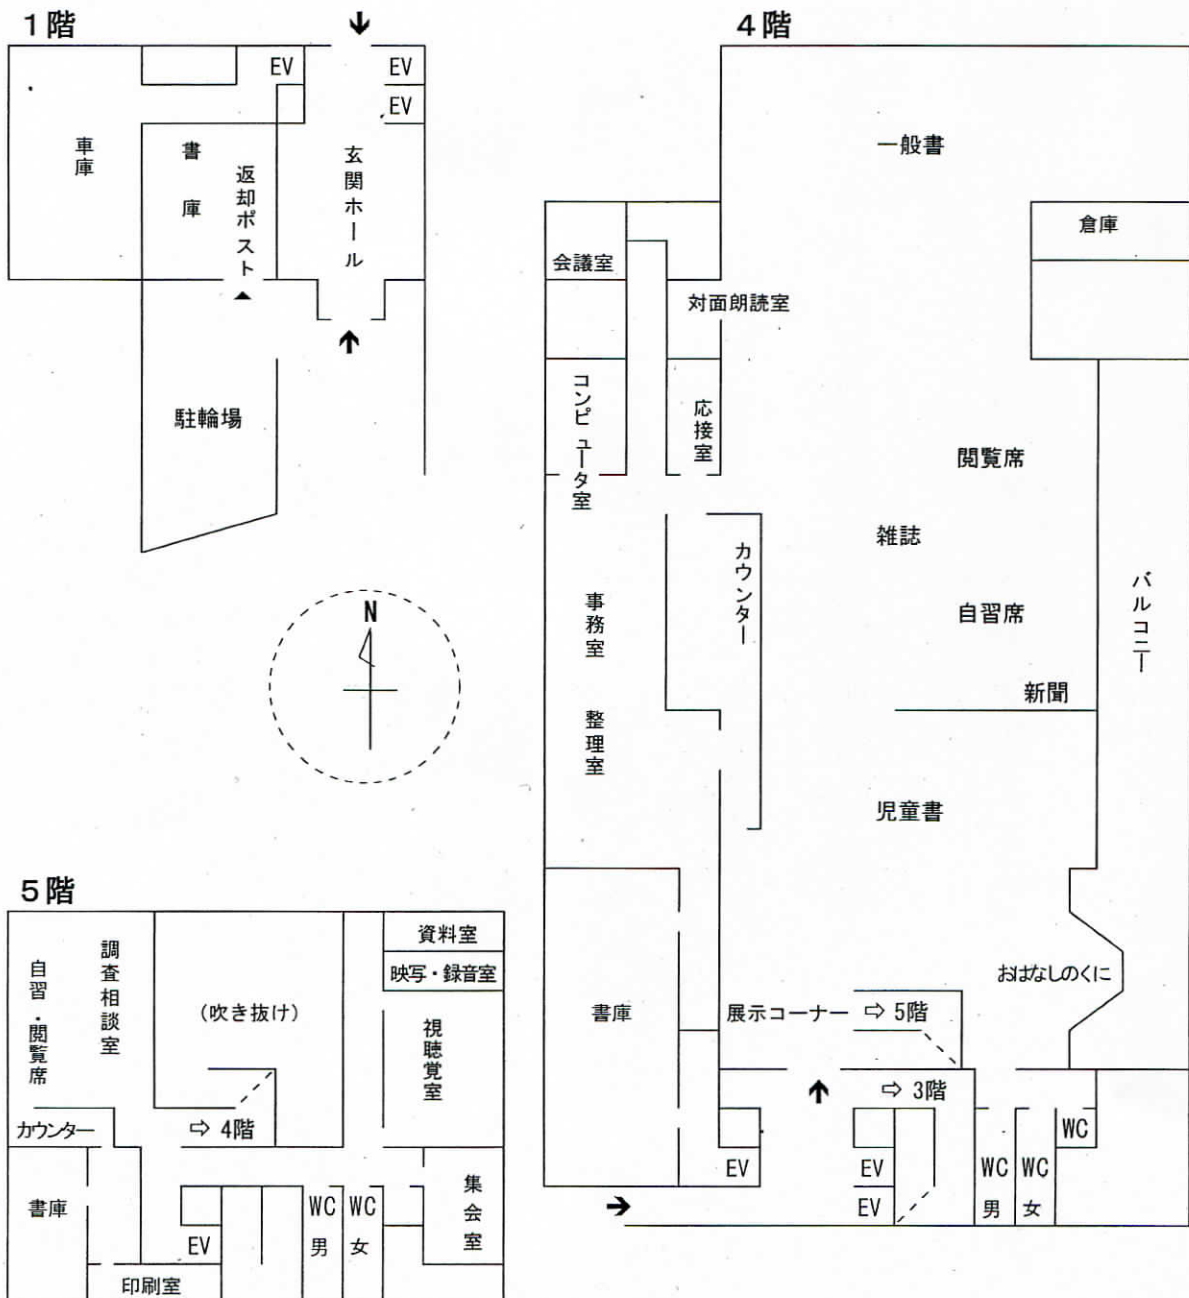 1階
EV
EV
EV
車庫
書庫
返却ポスト
玄関ホール
駐輪場
N
4階
一般書
倉庫
会議室
対面朗読室
コンピュータ室
応接室
閲覧席
雑誌
カウンター
事務室
自習席
バルコニー
新聞
整理室
児童書
おはなしのくに
書庫
展示コーナー
⇨ 5階
⇨ 3階
EV
EV
EV
WC
男
WC
女
WC
5階
資料室
映写・録音室
調査相談室
自習・閲覧席
(吹き抜け)
視聴覚室
カウンター
⇨ 4階
書庫
EV
WC
男
WC
女
集会室
印刷室